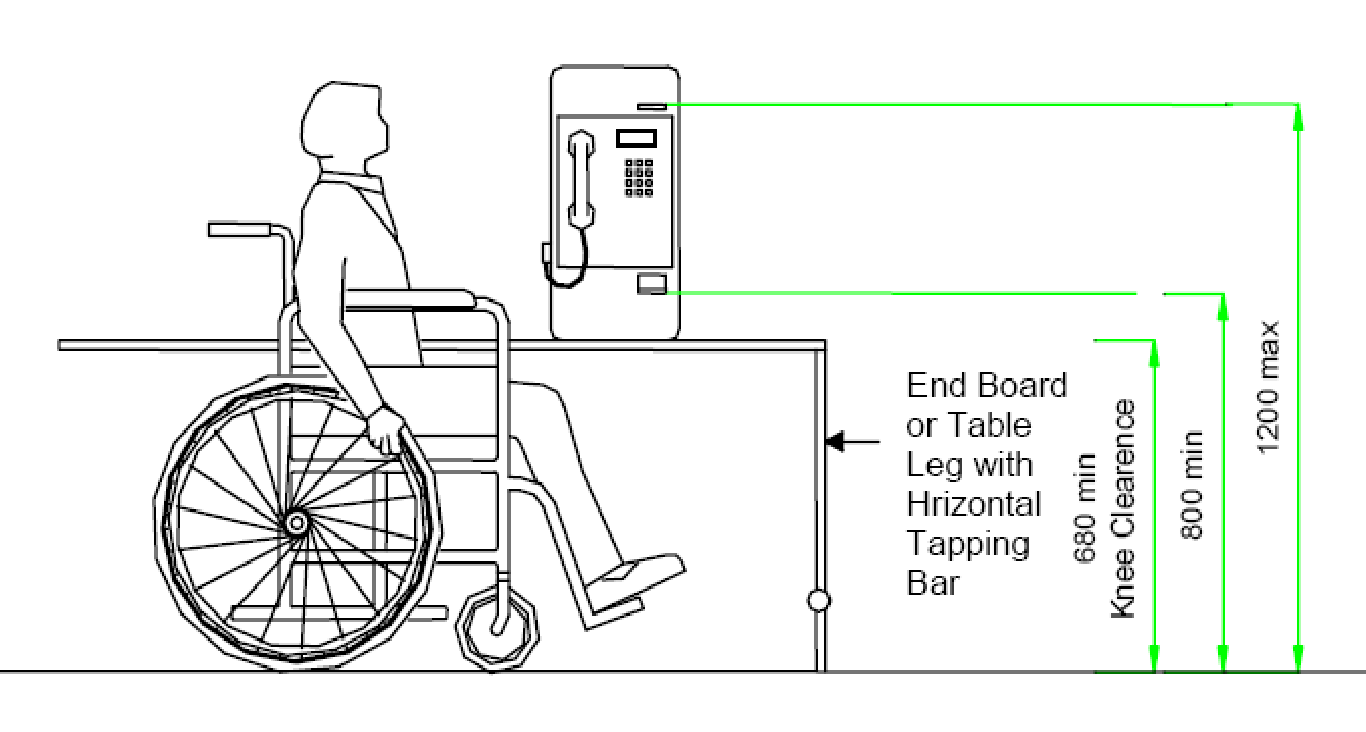 End Board
or Table
Leg with
Hrizontal
Tapping
Bar
680 min
Knee Clearence
800 min
1200 max